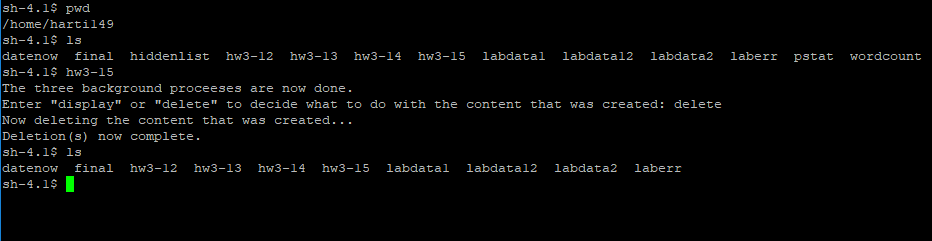 sh-4.1$ pwd
/home/harti149
sh-4.1$ ls
datenow  final  hiddenlist  hw3-12  hw3-13  hw3-14  hw3-15  labdata1  labdata12  labdata2  laberr  pstat  wordcount
sh-4.1$ hw3-15
The three background proceeses are now done.
Enter "display" or "delete" to decide what to do with the content that was created: delete
Now deleting the content that was created...
Deletion(s) now complete.
sh-4.1$ ls
datenow  final  hw3-12  hw3-13  hw3-14  hw3-15  labdata1  labdata12  labdata2  laberr
sh-4.1$